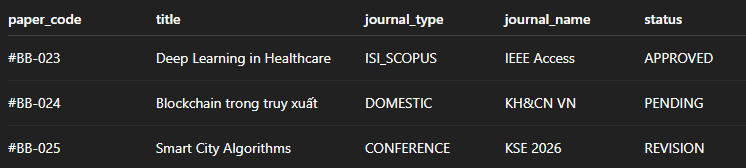 paper_code title journal_type journal_name status
#BB-023 Deep Learning in Healthcare ISI_SCOPUS IEEE Access APPROVED
#BB-024 Blockchain trong truy xuất DOMESTIC KH&CN VN PENDING
#BB-025 Smart City Algorithms CONFERENCE KSE 2026 REVISION